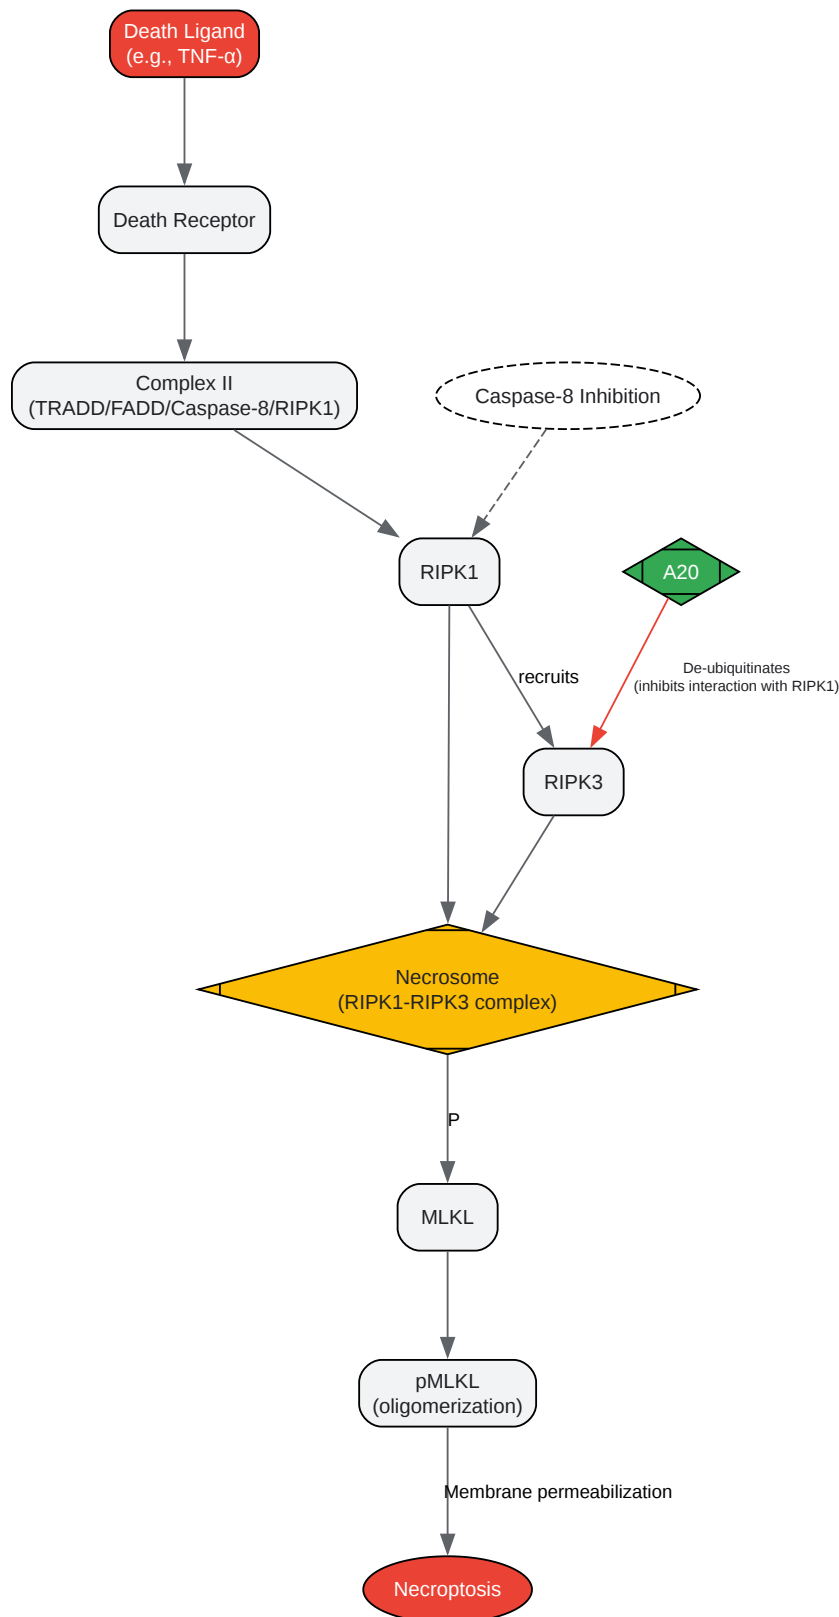 Death Ligand
(e.g., TNF-α)
Death Receptor
Complex II
(TRADD/FADD/Caspase-8/RIPK1)
Caspase-8 Inhibition
RIPK1
A20
recruits
De-ubiquitinates
(inhibits interaction with RIPK1)
RIPK3
Necrosome
(RIPK1-RIPK3 complex)
P
MLKL
pMLKL
(oligomerization)
Membrane permeabilization
Necroptosis